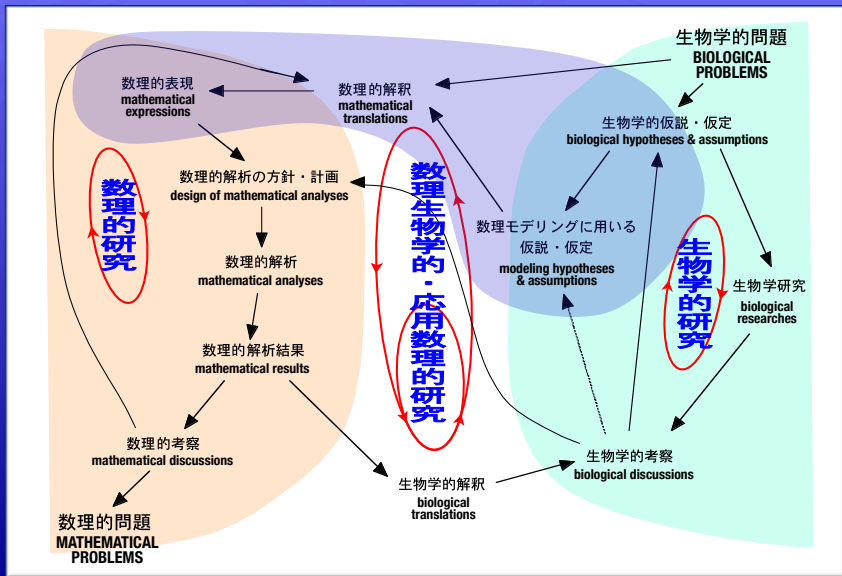 生物学的問題
BIOLOGICAL
PROBLEMS
数理的表現
mathematical
expressions
数理的解釈
mathematical
translations
生物学的仮説・仮定
biological hypotheses & assumptions
数理的解析の方針・計画
design of mathematical analyses
数理モデリングに用いる
仮説・仮定
modeling hypotheses
& assumptions
数理的研究
数理生物学的・応用数理的研究
生物学的研究
数理的解析
mathematical analyses
生物学研究
biological
researches
数理的解析結果
mathematical results
数理的考察
mathematical discussions
生物学的考察
biological discussions
生物学的解釈
biological
translations
数理的問題
MATHEMATICAL
PROBLEMS